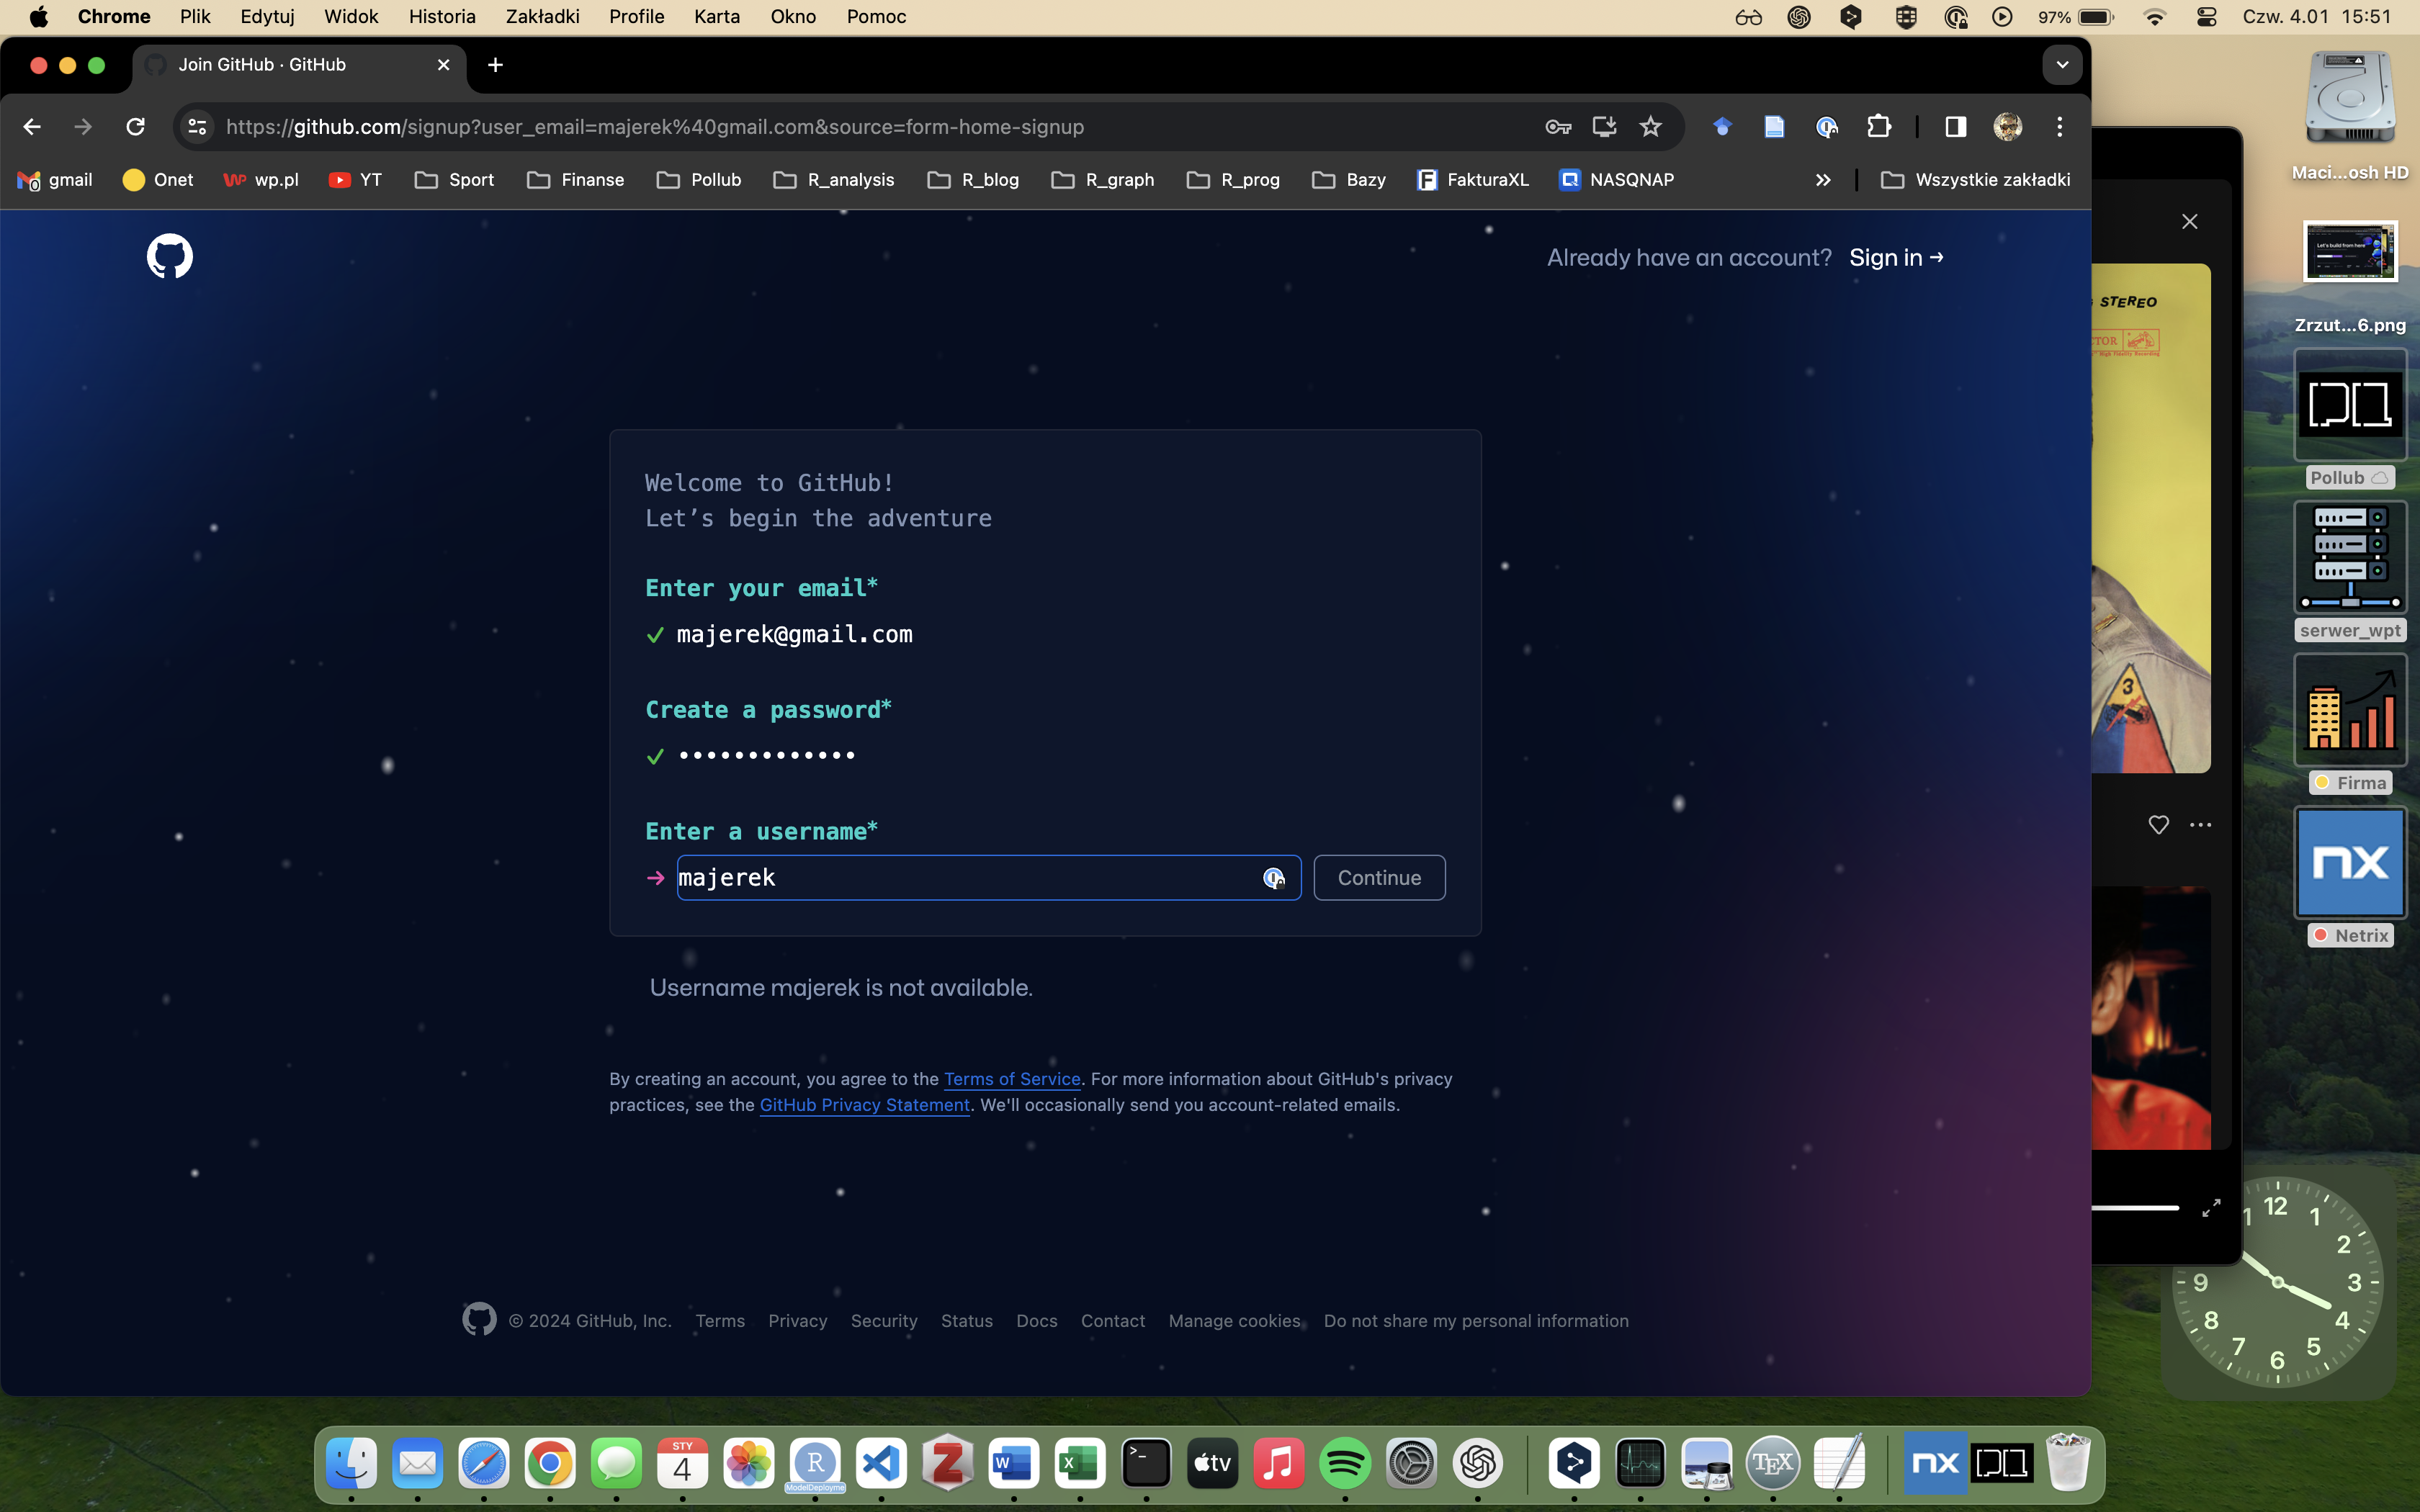 Chrome Plik Edytuj Widok Historia Zakładki Profile Karta Okno Pomoc 97% Czw. 4.01 15:51
Join GitHub · GitHub
https://github.com/signup?user_email=majerek%40gmail.com&source=form-home-signup
gmail Onet wp.pl YT Sport Finanse Pollub R_analysis R_blog R_graph R_prog Bazy FakturaXL NASQNAP » Wszystkie zakładki
Already have an account? Sign in →
Welcome to GitHub!
Let’s begin the adventure
Enter your email*
majerek@gmail.com
Create a password*
•••••••••••••
Enter a username*
majerek
Continue
Username majerek is not available.
By creating an account, you agree to the Terms of Service. For more information about GitHub's privacy
practices, see the GitHub Privacy Statement. We'll occasionally send you account-related emails.
© 2024 GitHub, Inc. Terms Privacy Security Status Docs Contact Manage cookies Do not share my personal information
STEREO
Maci...osh HD
Zrzut...6.png
Pollub
serwer_wpt
Firma
nx
Netrix
3
12 1 2 3 4 5 6 7 8 9 1
STY
4
R
ModelDeployme
Z
W
X
tv
TEX
nx